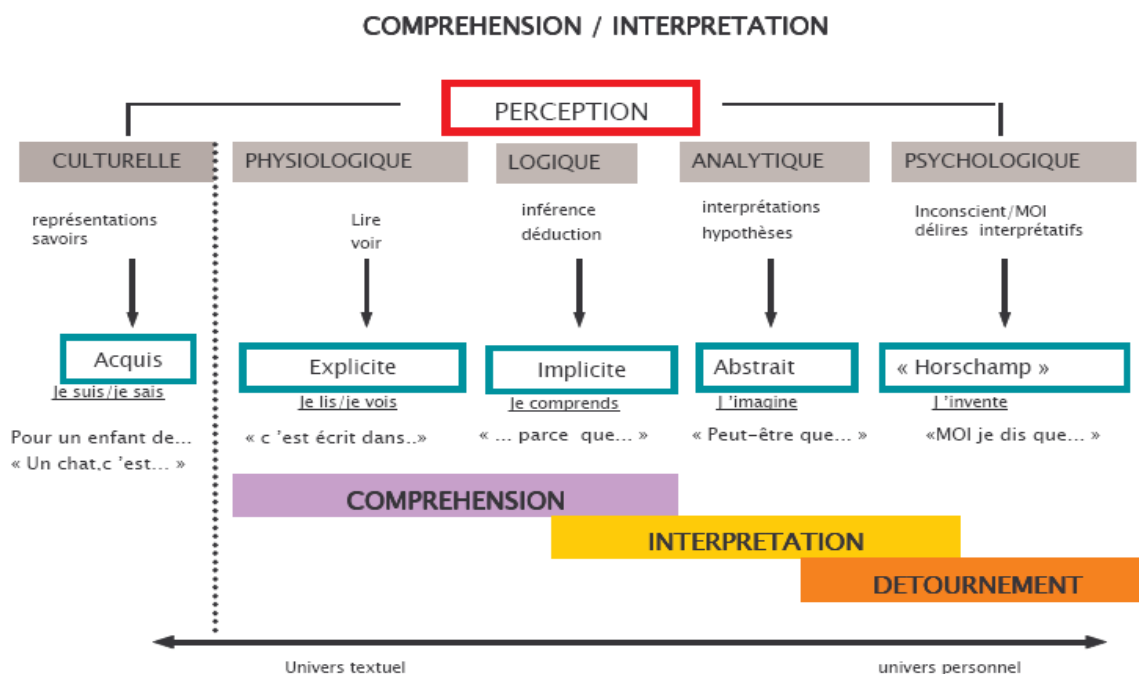 COMPREHENSION / INTERPRETATION
PERCEPTION
CULTURELLE
PHYSIOLOGIQUE
LOGIQUE
ANALYTIQUE
PSYCHOLOGIQUE
représentations
savoirs
Lire
voir
inférence
déduction
interprétations
hypothèses
Inconscient/MOI
délires interprétatifs
Acquis
Explicite
Implicite
Abstrait
« Horschamp »
Je suis/je sais
Je lis/je vois
Je comprends
J 'imagine
J 'invente
Pour un enfant de...
« Un chat,c 'est... »
« c 'est écrit dans..»
« ... parce que... »
« Peut-être que... »
«MOI je dis que... »
COMPREHENSION
INTERPRETATION
DETOURNEMENT
Univers textuel
univers personnel